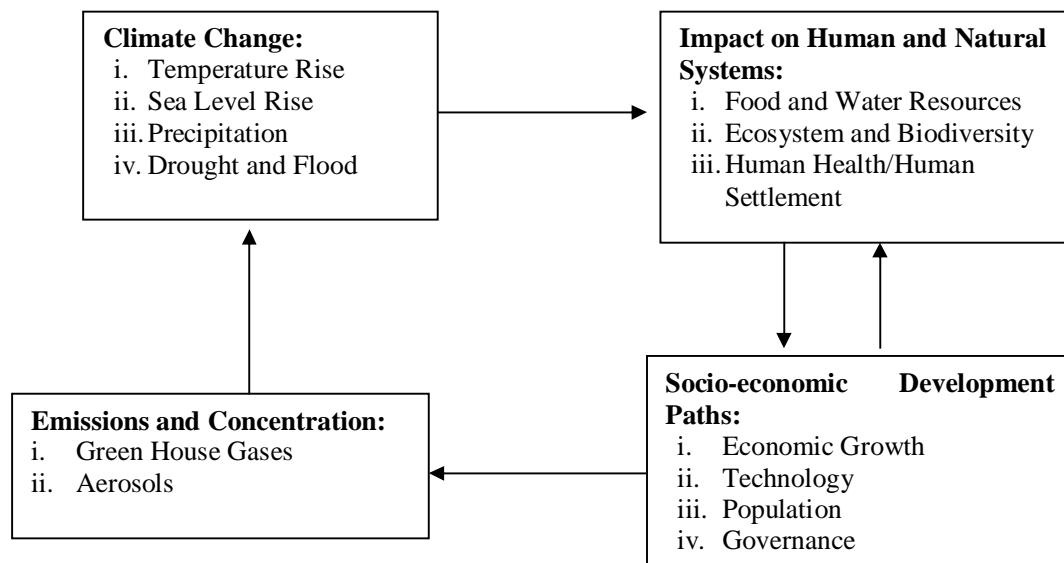 Climate Change:
i. Temperature Rise
ii. Sea Level Rise
iii. Precipitation
iv. Drought and Flood
Impact on Human and Natural
Systems:
i. Food and Water Resources
ii. Ecosystem and Biodiversity
iii. Human Health/Human
Settlement
Emissions and Concentration:
i. Green House Gases
ii. Aerosols
Socio-economic Development
Paths:
i. Economic Growth
ii. Technology
iii. Population
iv. Governance